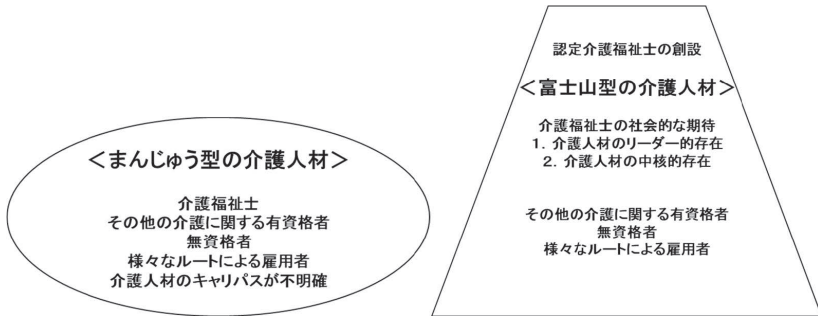 <まんじゅう型の介護人材>
介護福祉士
その他の介護に関する有資格者
無資格者
様々なルートによる雇用者
介護人材のキャリパスが不明確
認定介護福祉士の創設
<富士山型の介護人材>
介護福祉士の社会的な期待
1．介護人材のリーダー的存在
2．介護人材の中核的存在
その他の介護に関する有資格者
無資格者
様々なルートによる雇用者